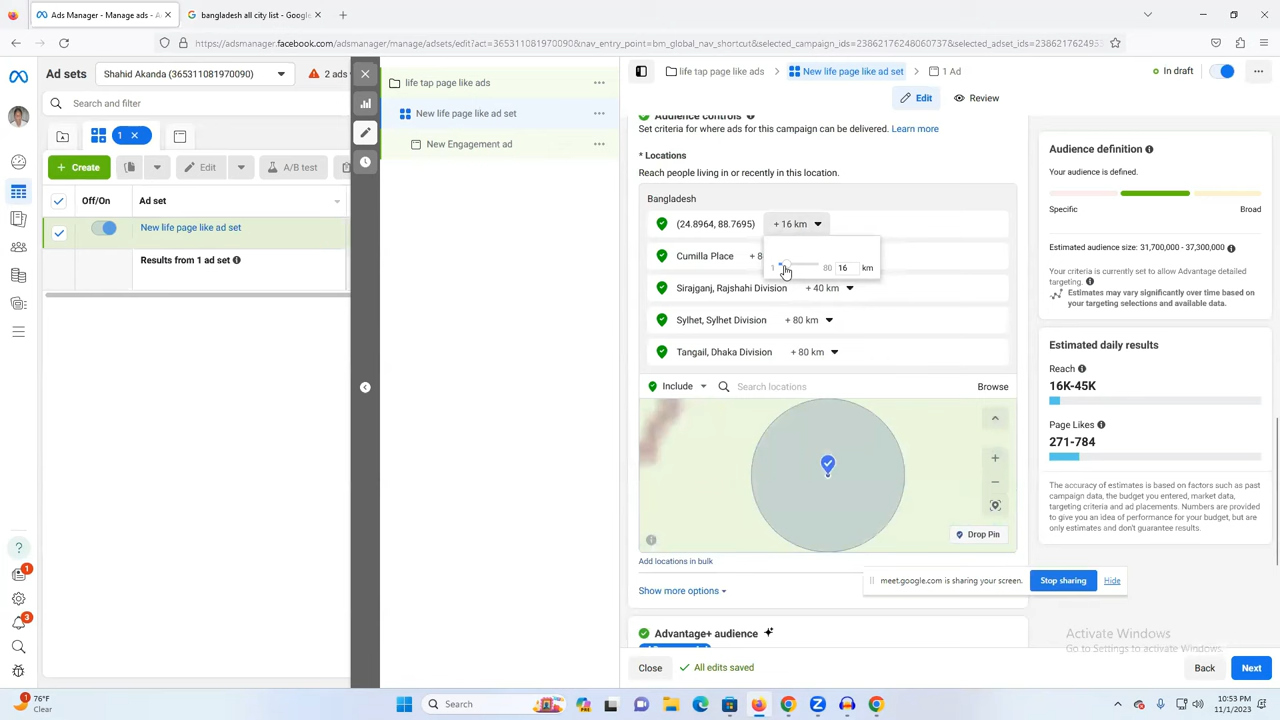 Ads Manager - Manage ads - A
bangladesh all city list - Google
https://adsmanager.facebook.com/adsmanager/manage/adsets/edit?act=365311081970090&nav_entry_point=bm_global_nav_shortcut&selected_campaign_ids=23862174806073​7&selected_adset_ids=2386217624​93
Ad sets
Shahid Akanda (365311081970090)
2 ads
Search and filter
1
Create
Edit
A/B test
Off/On
Ad set
New life page like ad set
Results from 1 ad set
life tap page like ads
New life page like ad set
New Engagement ad
life tap page like ads
New life page like ad set
1 Ad
In draft
Edit
Review
Audience controls
Set criteria for where ads for this campaign can be delivered. Learn more
* Locations
Reach people living in or recently in this location.
Bangladesh
(24.8964, 88.7695) + 16 km
1 80 16 km
Cumilla Place + 8
Sirajganj, Rajshahi Division + 40 km
Sylhet, Sylhet Division + 80 km
Tangail, Dhaka Division + 80 km
Include
Search locations
Browse
Drop Pin
Add locations in bulk
Show more options
Advantage+ audience
Close
All edits saved
Back
Next
Audience definition
Your audience is defined.
Specific
Broad
Estimated audience size: 31,700,000 - 37,300,000
Your criteria is currently set to allow Advantage detailed
targeting.
Estimates may vary significantly over time based on
your targeting selections and available data.
Estimated daily results
Reach
16K-45K
Page Likes
271-784
The accuracy of estimates is based on factors such as past
campaign data, the budget you entered, market data,
targeting criteria and ad placements. Numbers are provided
to give you an idea of performance for your budget, but are
only estimates and don't guarantee results.
meet.google.com is sharing your screen.
Stop sharing
Hide
Activate Windows
Go to Settings to activate Windows.
1
3
1
76°F
Clear
Search
10:53 PM
11/1/2023